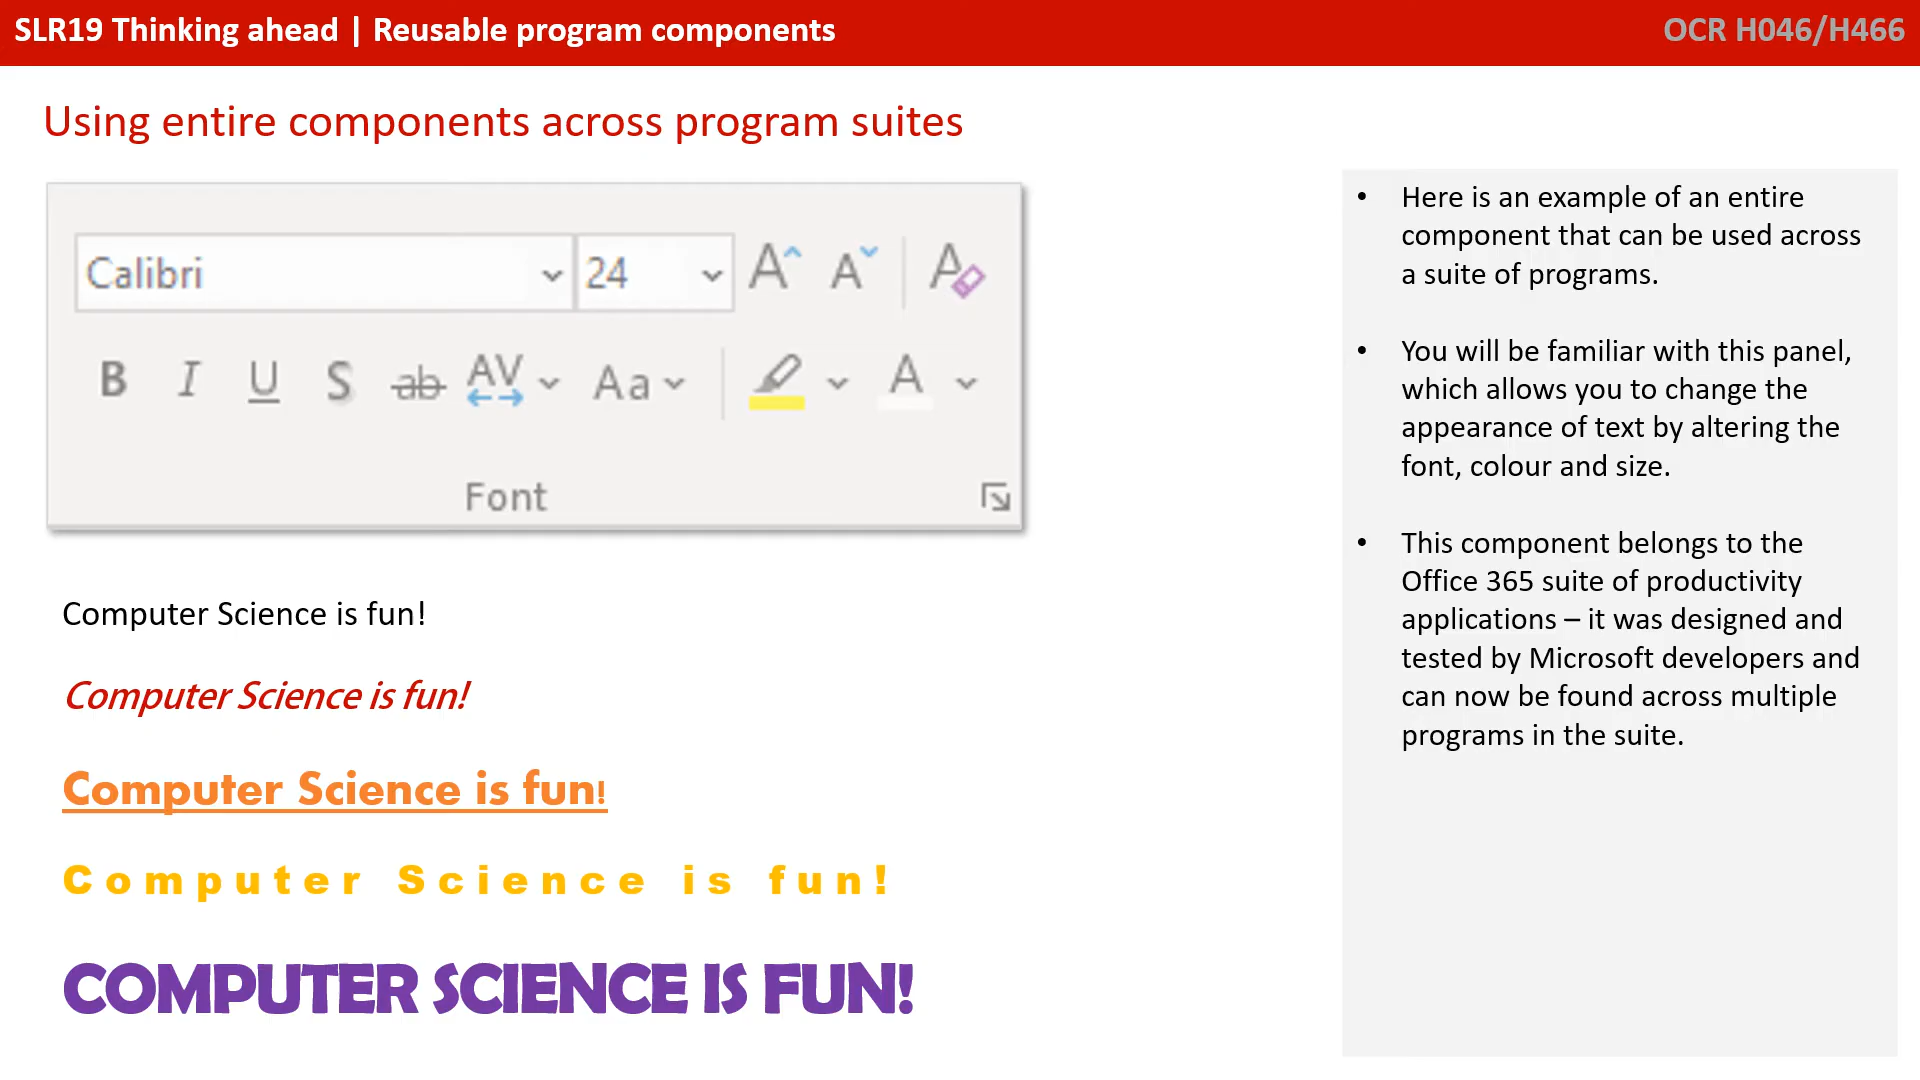 SLR19 Thinking ahead | Reusable program components
OCR H046/H466
Using entire components across program suites
Calibri
24
A A A
B I U S ab AV Aa A
Font
Computer Science is fun!
Computer Science is fun!
Computer Science is fun!
Computer Science is fun!
COMPUTER SCIENCE IS FUN!
• Here is an example of an entire
component that can be used across
a suite of programs.
• You will be familiar with this panel,
which allows you to change the
appearance of text by altering the
font, colour and size.
• This component belongs to the
Office 365 suite of productivity
applications – it was designed and
tested by Microsoft developers and
can now be found across multiple
programs in the suite.